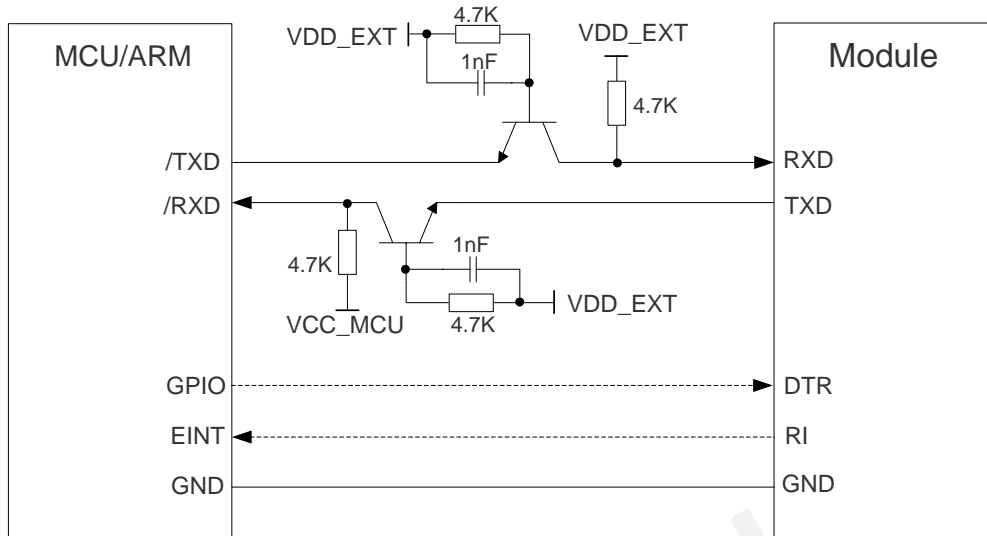 4.7K
VDD_EXT
VDD_EXT
MCU/ARM
Module
1nF
4.7K
/TXD
RXD
/RXD
TXD
1nF
4.7K
VDD_EXT
VCC_MCU
4.7K
GPIO
DTR
EINT
RI
GND
GND